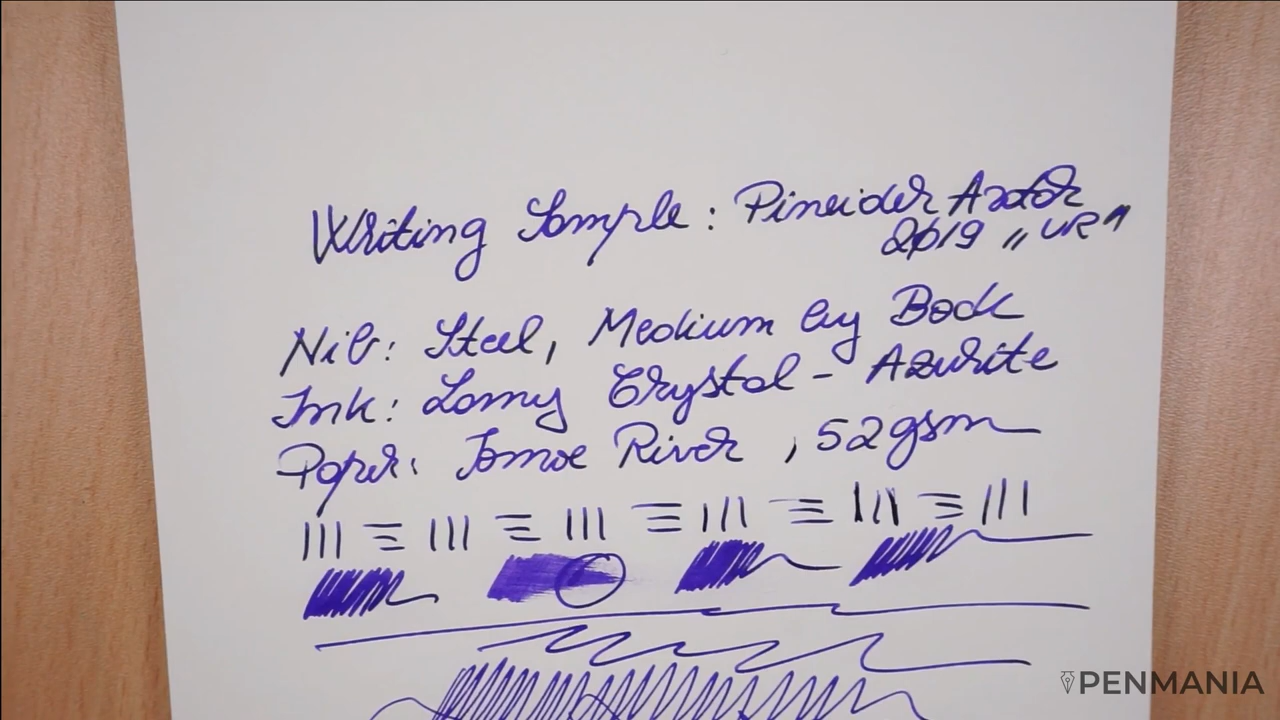 Writing Sample: Pineider Avatar
2019 "UR"
Nib: Steel, Medium by Bock
Ink: Lamy Crystal - Azurite
Paper: Tomoe River, 52gsm
PENMANIA